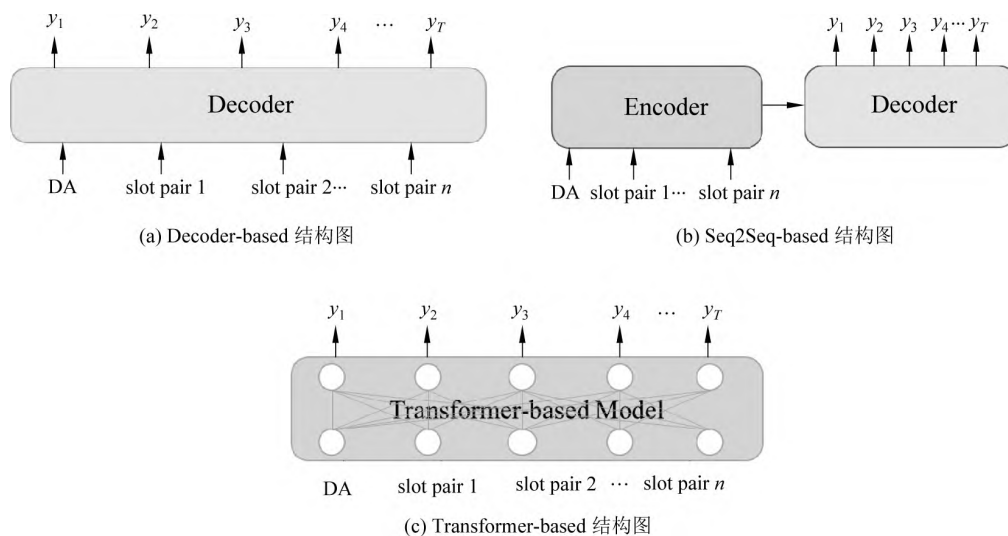 y₁ y₂ y₃ y₄ ··· y_T
Decoder
DA slot pair 1 slot pair 2··· slot pair n
(a) Decoder-based 结构图
y₁ y₂ y₃ y₄··· y_T
Encoder Decoder
DA slot pair 1··· slot pair n
(b) Seq2Seq-based 结构图
y₁ y₂ y₃ y₄ ··· y_T
Transformer-based Model
DA slot pair 1 slot pair 2 ··· slot pair n
(c) Transformer-based 结构图